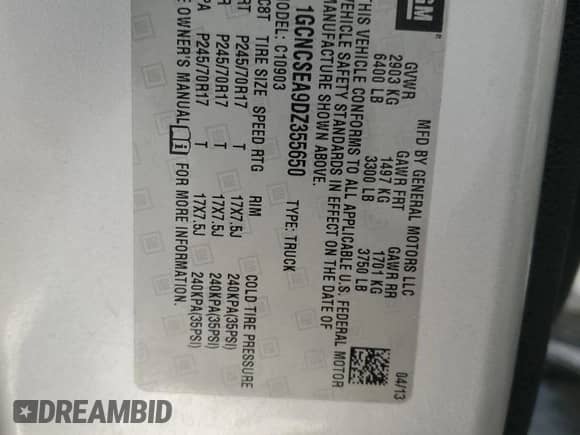 GM
MFD BY GENERAL MOTORS LLC
04/13
GVWR GAWR FRT GAWR RR
2903 KG 1497 KG 1701 KG
6400 LB 3300 LB 3750 LB
THIS VEHICLE CONFORMS TO ALL APPLICABLE U.S. FEDERAL MOTOR
VEHICLE SAFETY STANDARDS IN EFFECT ON THE DATE OF
MANUFACTURE SHOWN ABOVE.
1GCNCSEA9DZ355650 TYPE: TRUCK
MODEL: C10903
TIRE SIZE SPEED RTG RIM COLD TIRE PRESSURE
P245/70R17 T 17X7.5J 240KPA(35PSI)
P245/70R17 T 17X7.5J 240KPA(35PSI)
P245/70R17 T 17X7.5J 240KPA(35PSI)
OWNER'S MANUAL i FOR MORE INFORMATION.
DREAMBID